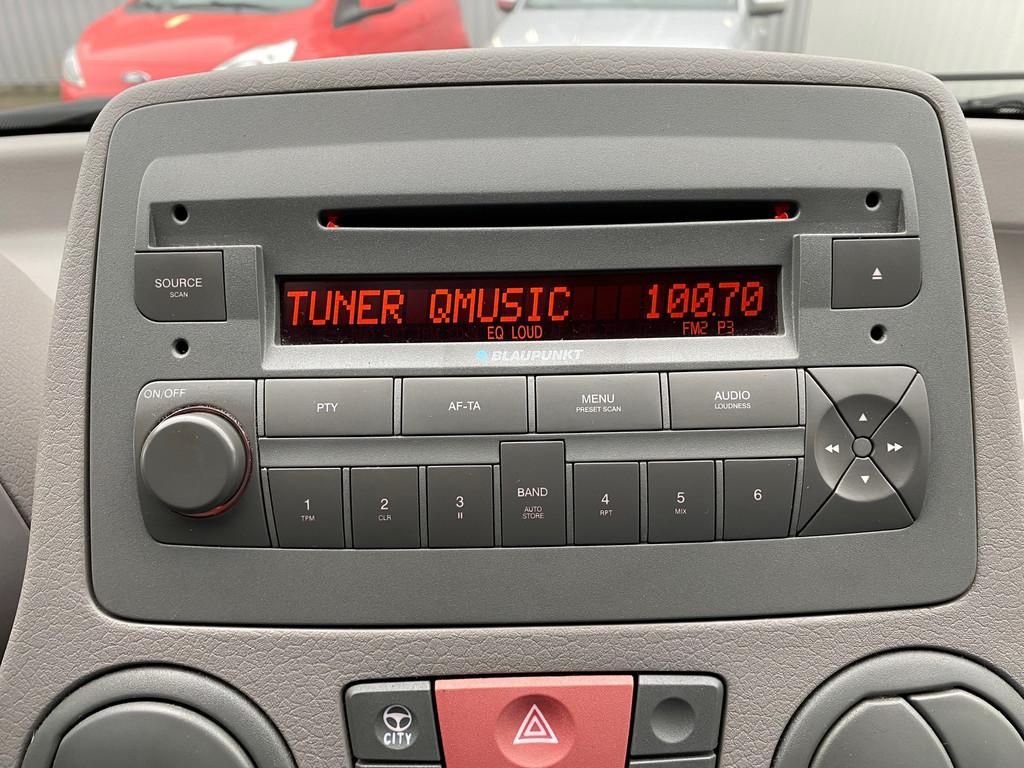 SOURCE
SCAN
TUNER QMUSIC 100.70
EQ LOUD FM2 P3
BLAUPUNKT
ON/OFF
PTY
AF-TA
MENU
PRESET SCAN
AUDIO
LOUDNESS
1
TPM
2
CLR
3
BAND
AUTO
STORE
4
RPT
5
MIX
6
CITY